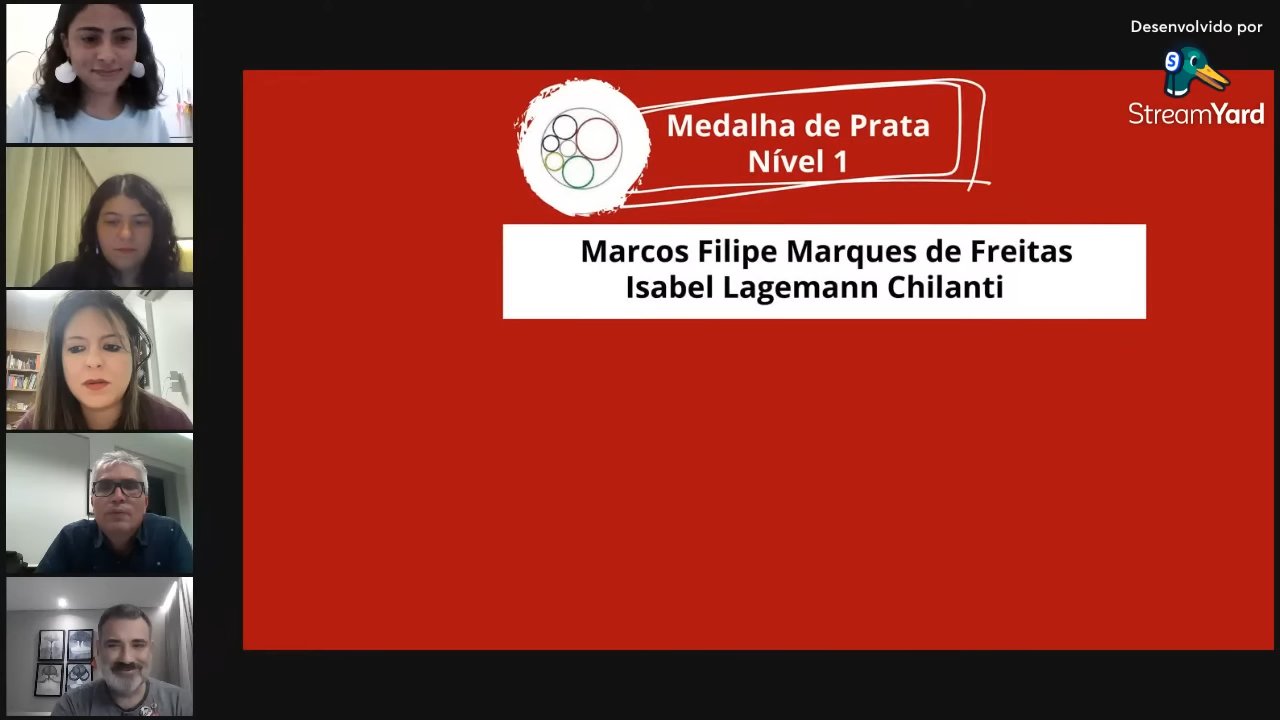 Desenvolvido por
S
StreamYard
Medalha de Prata
Nível 1
Marcos Filipe Marques de Freitas
Isabel Lagemann Chilanti